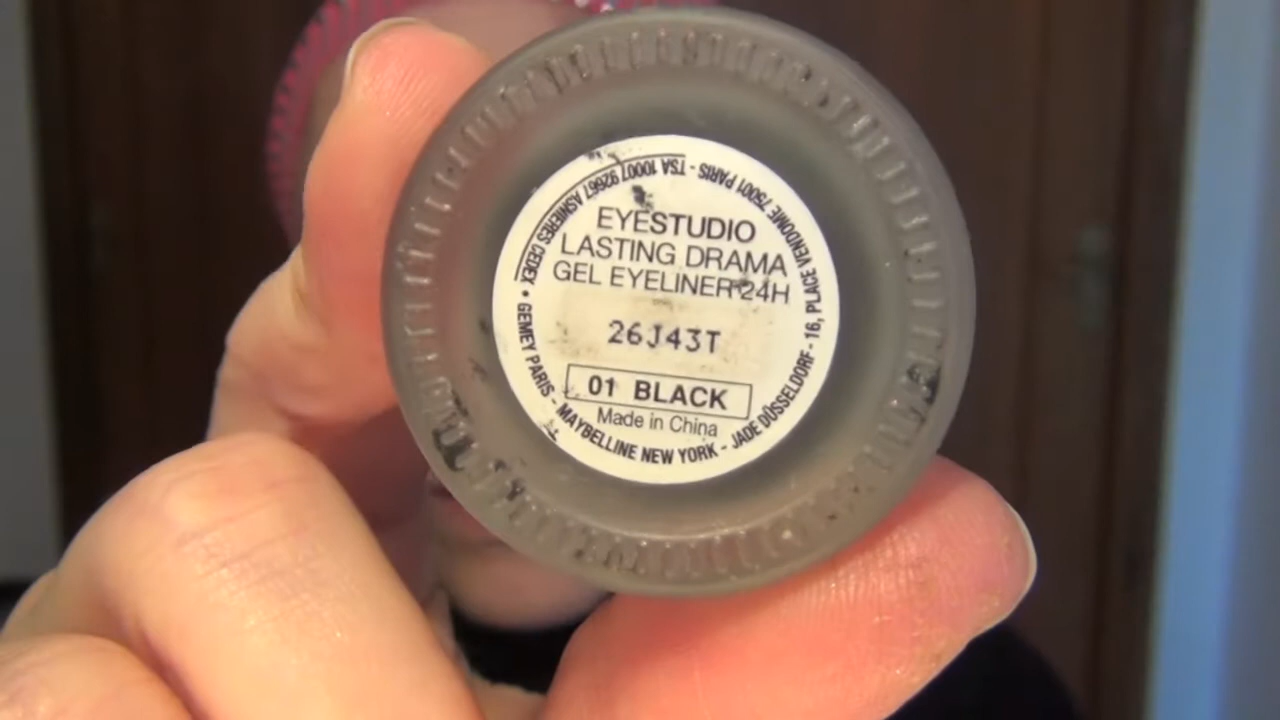 EYESTUDIO
LASTING DRAMA
GEL EYELINER 24H
26J43T
01 BLACK
Made in China
GEMEY PARIS - MAYBELLINE NEW YORK - JADE DÜSSELDORF - 16, PLACE VENDOME 75001 PARIS - TSA 10007 92667 ASNIERES CEDEX •